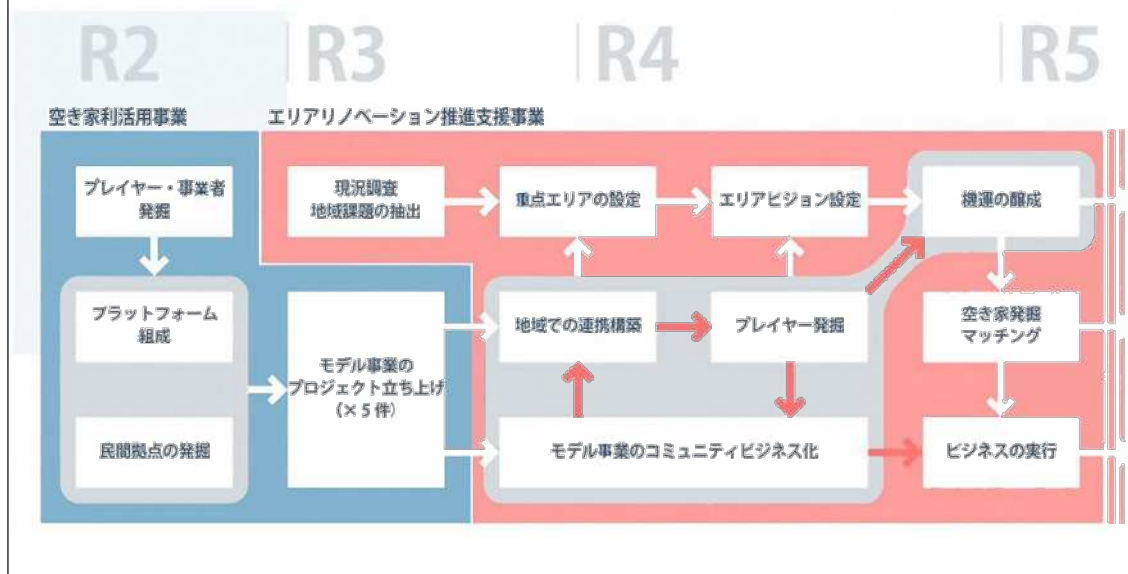 R2
R3
R4
R5
空き家利活用事業
エリアリノベーション推進支援事業
プレイヤー・事業者
発掘
現況調査
地域課題の抽出
重点エリアの設定
エリアビジョン設定
機運の醸成
プラットフォーム
組成
地域での連携構築
プレイヤー発掘
空き家発掘
マッチング
モデル事業の
プロジェクト立ち上げ
(×5件)
民間拠点の発掘
モデル事業のコミュニティビジネス化
ビジネスの実行